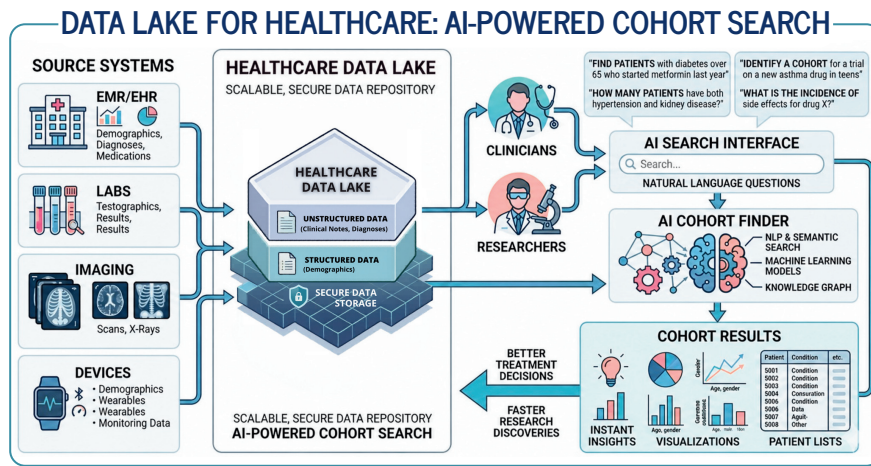 DATA LAKE FOR HEALTHCARE: AI-POWERED COHORT SEARCH
SOURCE SYSTEMS
EMR/EHR
Demographics,
Diagnoses,
Medications
LABS
Testographs,
Results,
Results
IMAGING
Scans, X-Rays
DEVICES
• Demographics
• Wearables
• Wearables
• Monitoring Data
HEALTHCARE DATA LAKE
SCALABLE, SECURE DATA REPOSITORY
HEALTHCARE
DATA LAKE
UNSTRUCTURED DATA
(Clinical Notes, Diagnoses)
STRUCTURED DATA
(Demographics)
SECURE DATA
STORAGE
SCALABLE, SECURE DATA REPOSITORY
AI-POWERED COHORT SEARCH
CLINICIANS
RESEARCHERS
"FIND PATIENTS with diabetes over
65 who started metformin last year"
"HOW MANY PATIENTS have both
hypertension and kidney disease?"
"IDENTIFY A COHORT for a trial
on a new asthma drug in teens"
"WHAT IS THE INCIDENCE OF
side effects for drug X?"
AI SEARCH INTERFACE
Search...
NATURAL LANGUAGE QUESTIONS
AI COHORT FINDER
NLP & SEMANTIC
SEARCH
MACHINE LEARNING
MODELS
KNOWLEDGE GRAPH
BETTER
TREATMENT
DECISIONS
FASTER
RESEARCH
DISCOVERIES
COHORT RESULTS
INSTANT
INSIGHTS
Gender
Age, gender
Age, gender
Age,
VISUALIZATIONS
Patient Condition etc.
5001 Condition
5002 Condition
5003 Condition
5004 Consuration
5006 Condition
5006 Data
5007 Aguit-
5008 Other
PATIENT LISTS